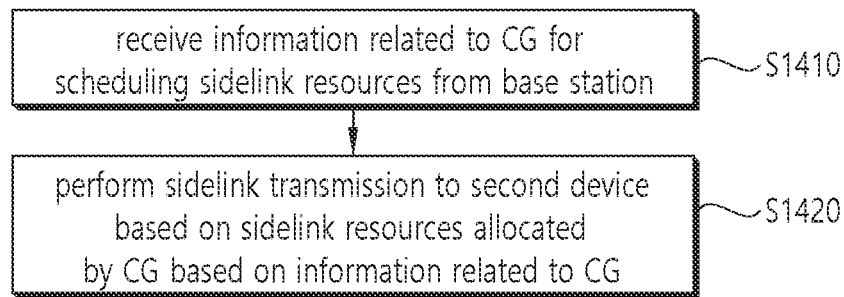 receive information related to CG for
scheduling sidelink resources from base station
S1410
perform sidelink transmission to second device
based on sidelink resources allocated
by CG based on information related to CG
S1420